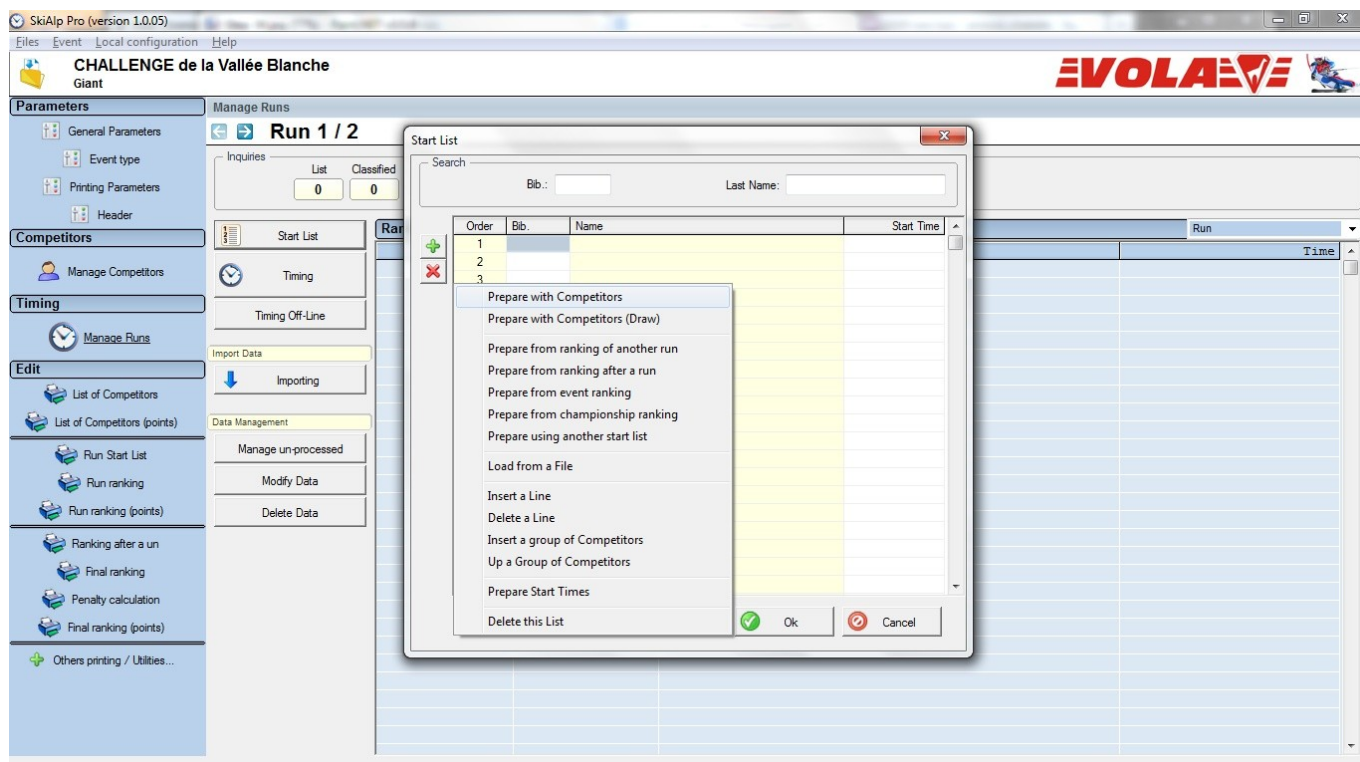 SkiAlp Pro (version 1.0.05)
Files Event Local configuration Help
CHALLENGE de la Vallée Blanche
Giant
VOLA
Parameters
General Parameters
Event type
Printing Parameters
Header
Competitors
Manage Competitors
Timing
Manage Runs
Edit
List of Competitors
List of Competitors (points)
Run Start List
Run ranking
Run ranking (points)
Ranking after a un
Final ranking
Penalty calculation
Final ranking (points)
Others printing / Utilities...
Manage Runs
Run 1 / 2
Inquiries
List Classified
0 0
Start List
Timing
Timing Off-Line
Import Data
Importing
Data Management
Manage un-processed
Modify Data
Delete Data
Run
Time
Start List
Search
Bib.: Last Name:
Order Bib. Name Start Time
1
2
3
Prepare with Competitors
Prepare with Competitors (Draw)
Prepare from ranking of another run
Prepare from ranking after a run
Prepare from event ranking
Prepare from championship ranking
Prepare using another start list
Load from a File
Insert a Line
Delete a Line
Insert a group of Competitors
Up a Group of Competitors
Prepare Start Times
Delete this List
Ok Cancel